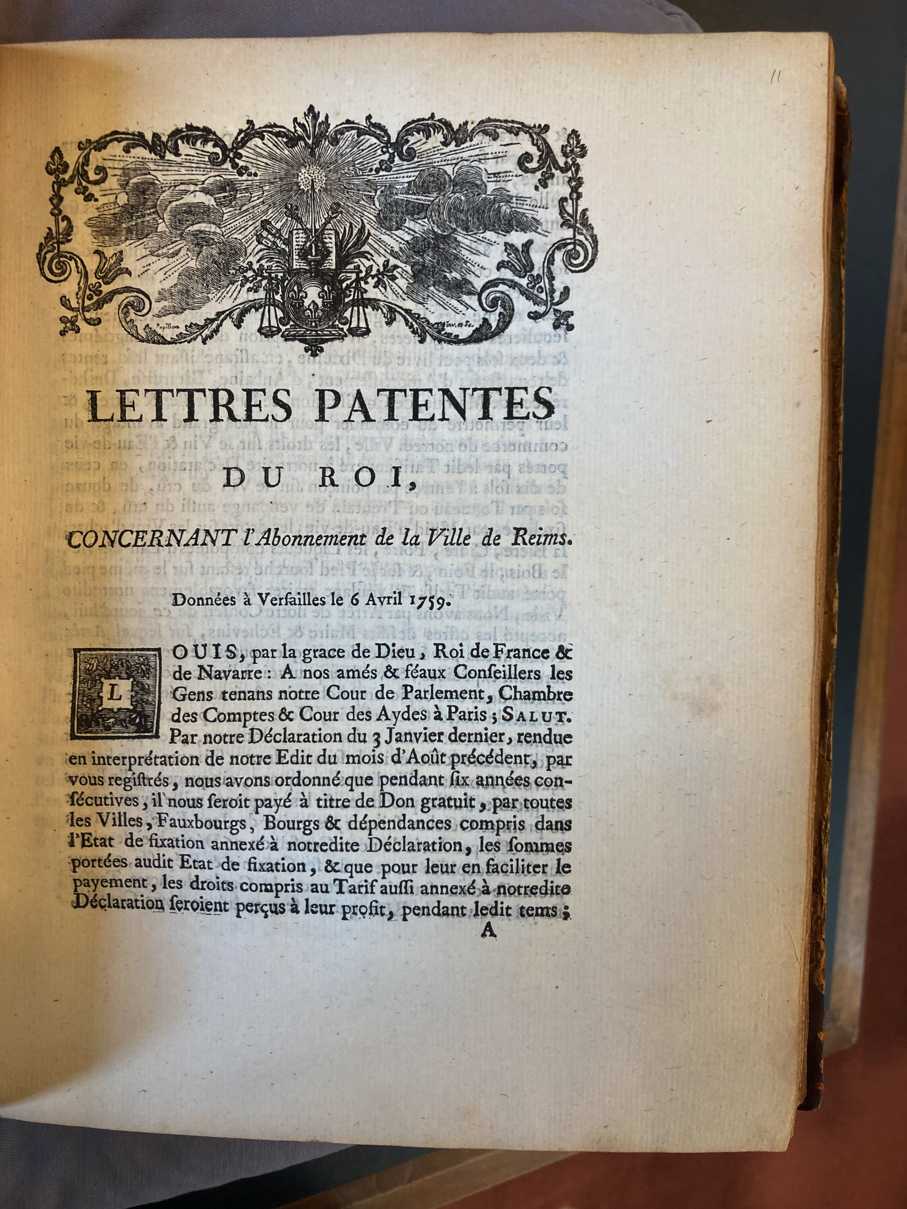 11
Papillon inv. et Sc.
LETTRES PATENTES
DU ROI,
CONCERNANT l'Abonnement de la Ville de Reims.
Données à Verſailles le 6 Avril 1759.
LOUIS, par la grace de Dieu, Roi de France &
de Navarre: A nos amés & féaux Conſeillers les
Gens tenans notre Cour de Parlement, Chambre
des Comptes & Cour des Aydes à Paris; SALUT.
Par notre Déclaration du 3 Janvier dernier, rendue
en interprétation de notre Edit du mois d'Août précédent, par
vous regiſtrés, nous avons ordonné que pendant ſix années con-
ſécutives, il nous ſeroit payé à titre de Don gratuit, par toutes
les Villes, Fauxbourgs, Bourgs & dépendances compris dans
l'Etat de fixation annexé à notredite Déclaration, les ſommes
portées audit Etat de fixation, & que pour leur en faciliter le
payement, les droits compris au Tarif auſſi annexé à notredite
Déclaration ſeroient perçus à leur profit, pendant ledit tems;
A